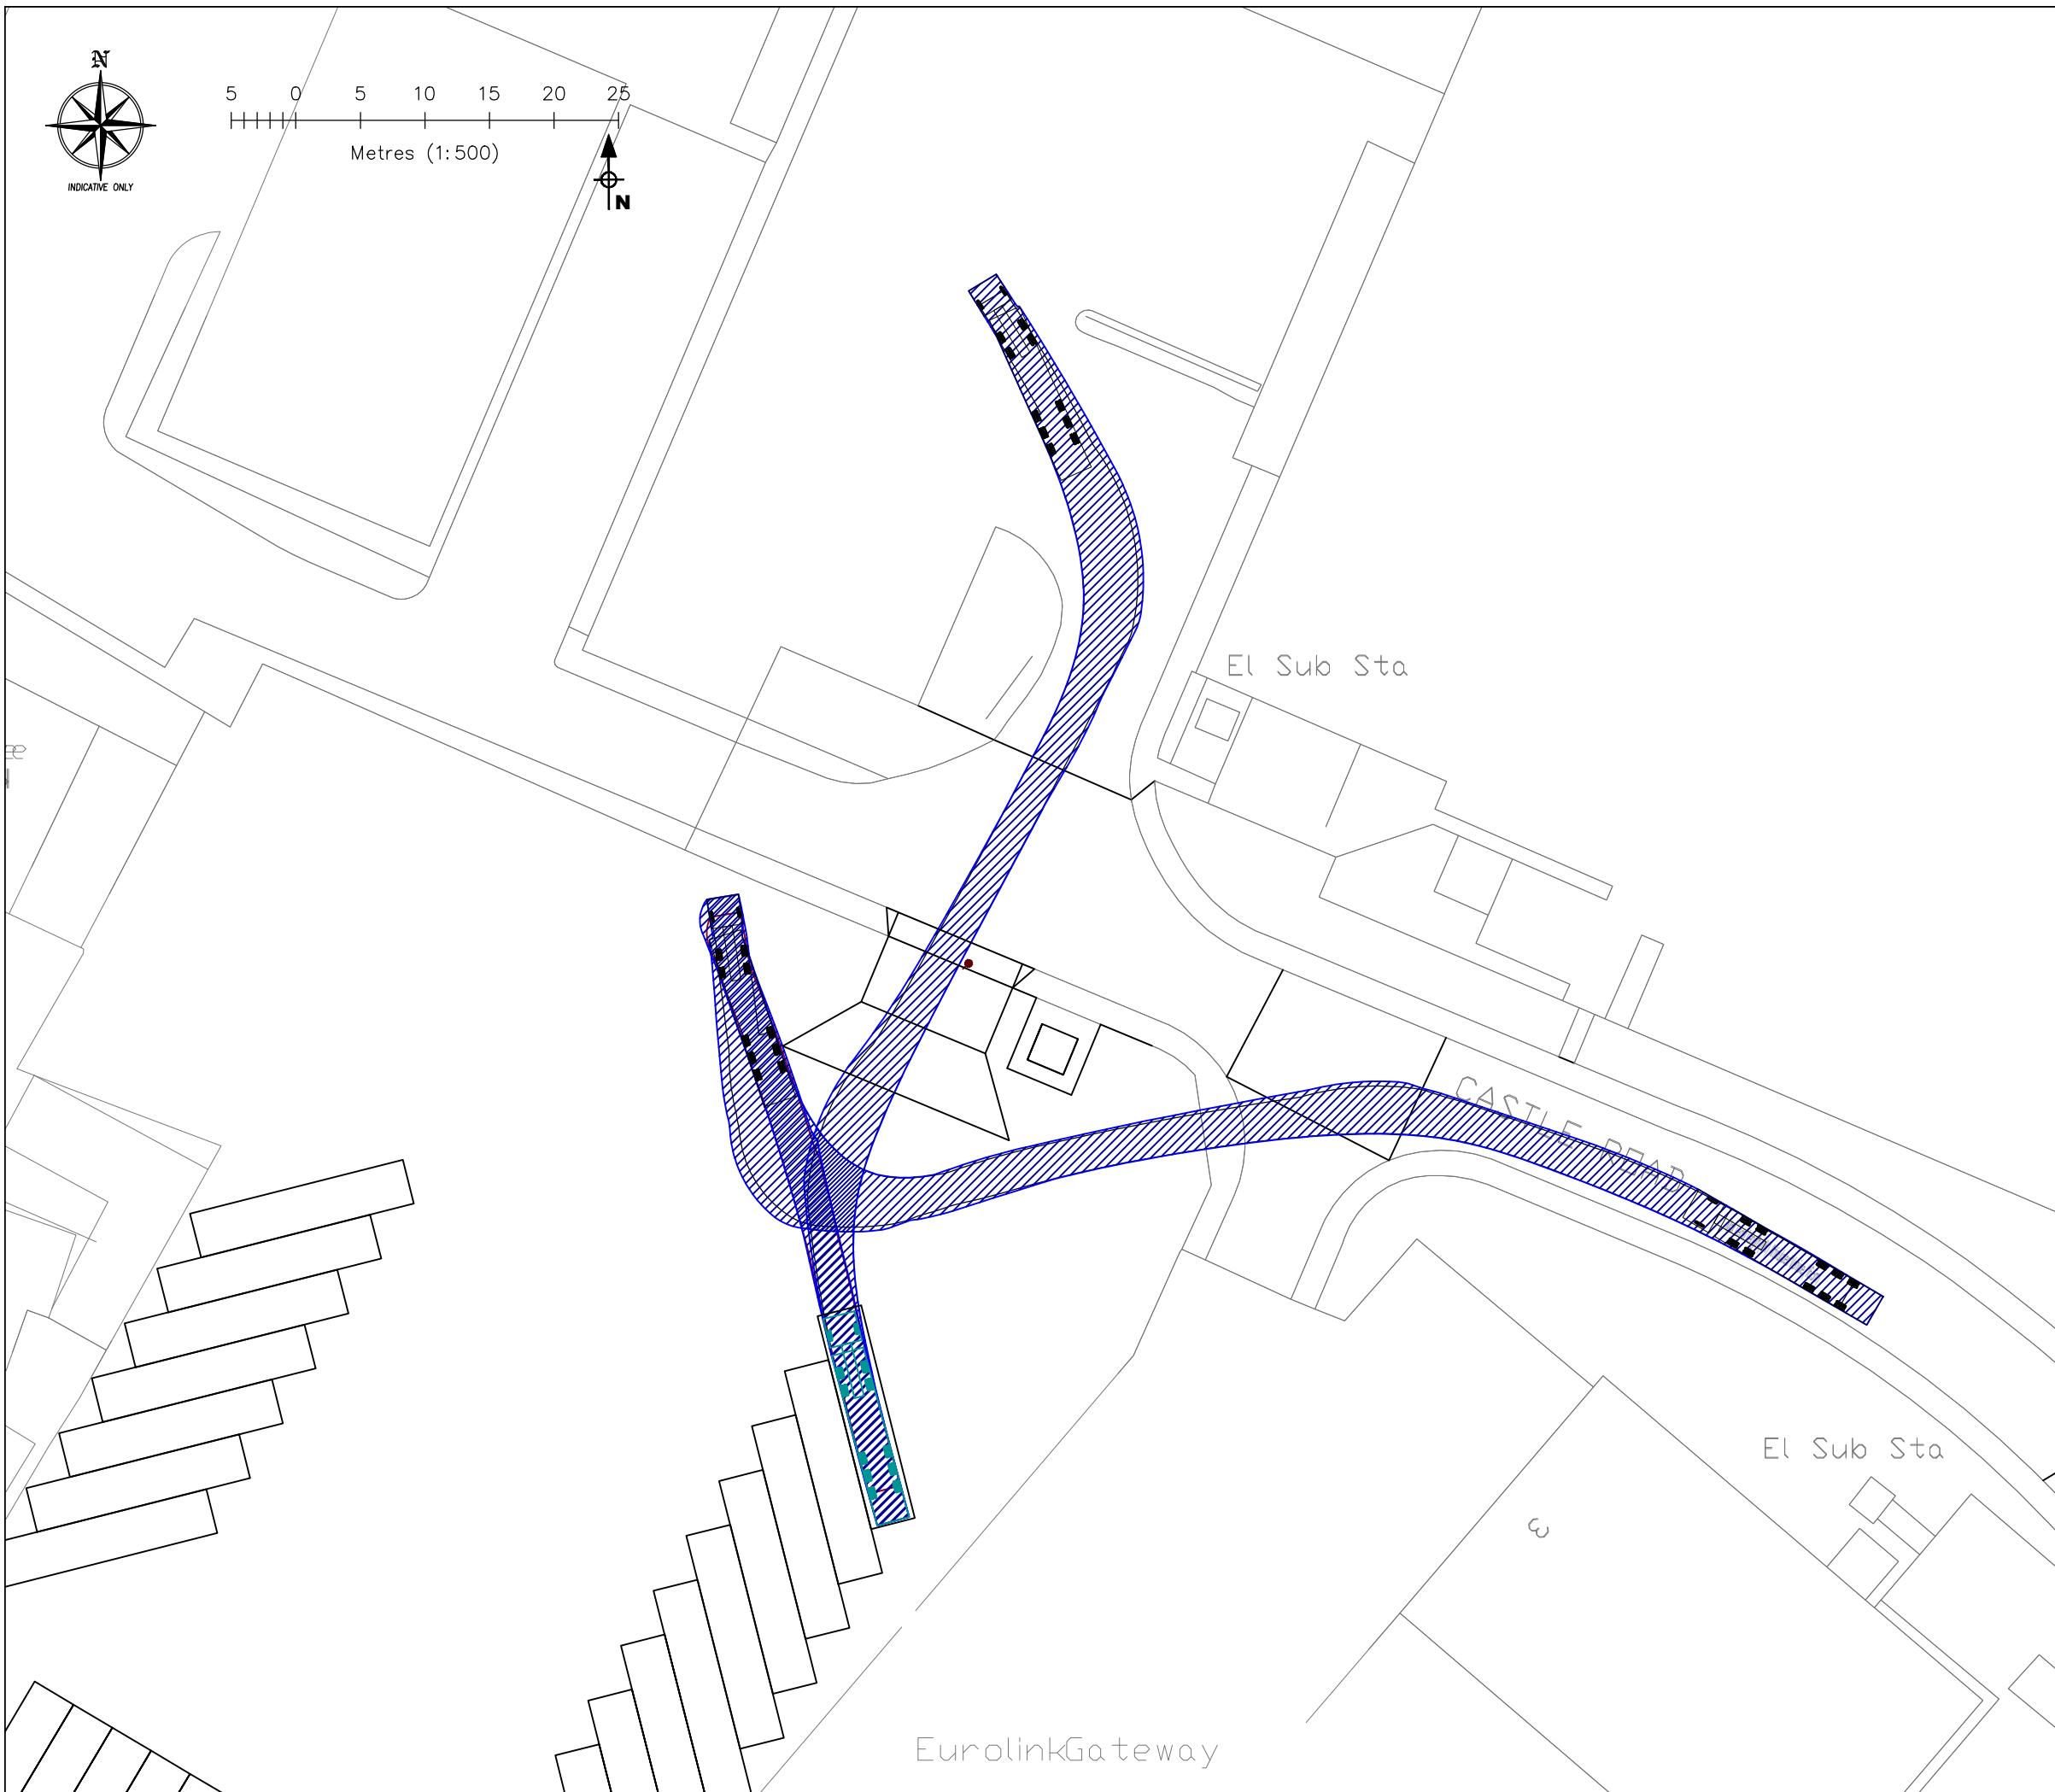 N
5 0 5 10 15 20 25
Metres (1:500)
INDICATIVE ONLY
N
El Sub Sta
CASTLE ROAD
El Sub Sta
3
EurolinkGateway